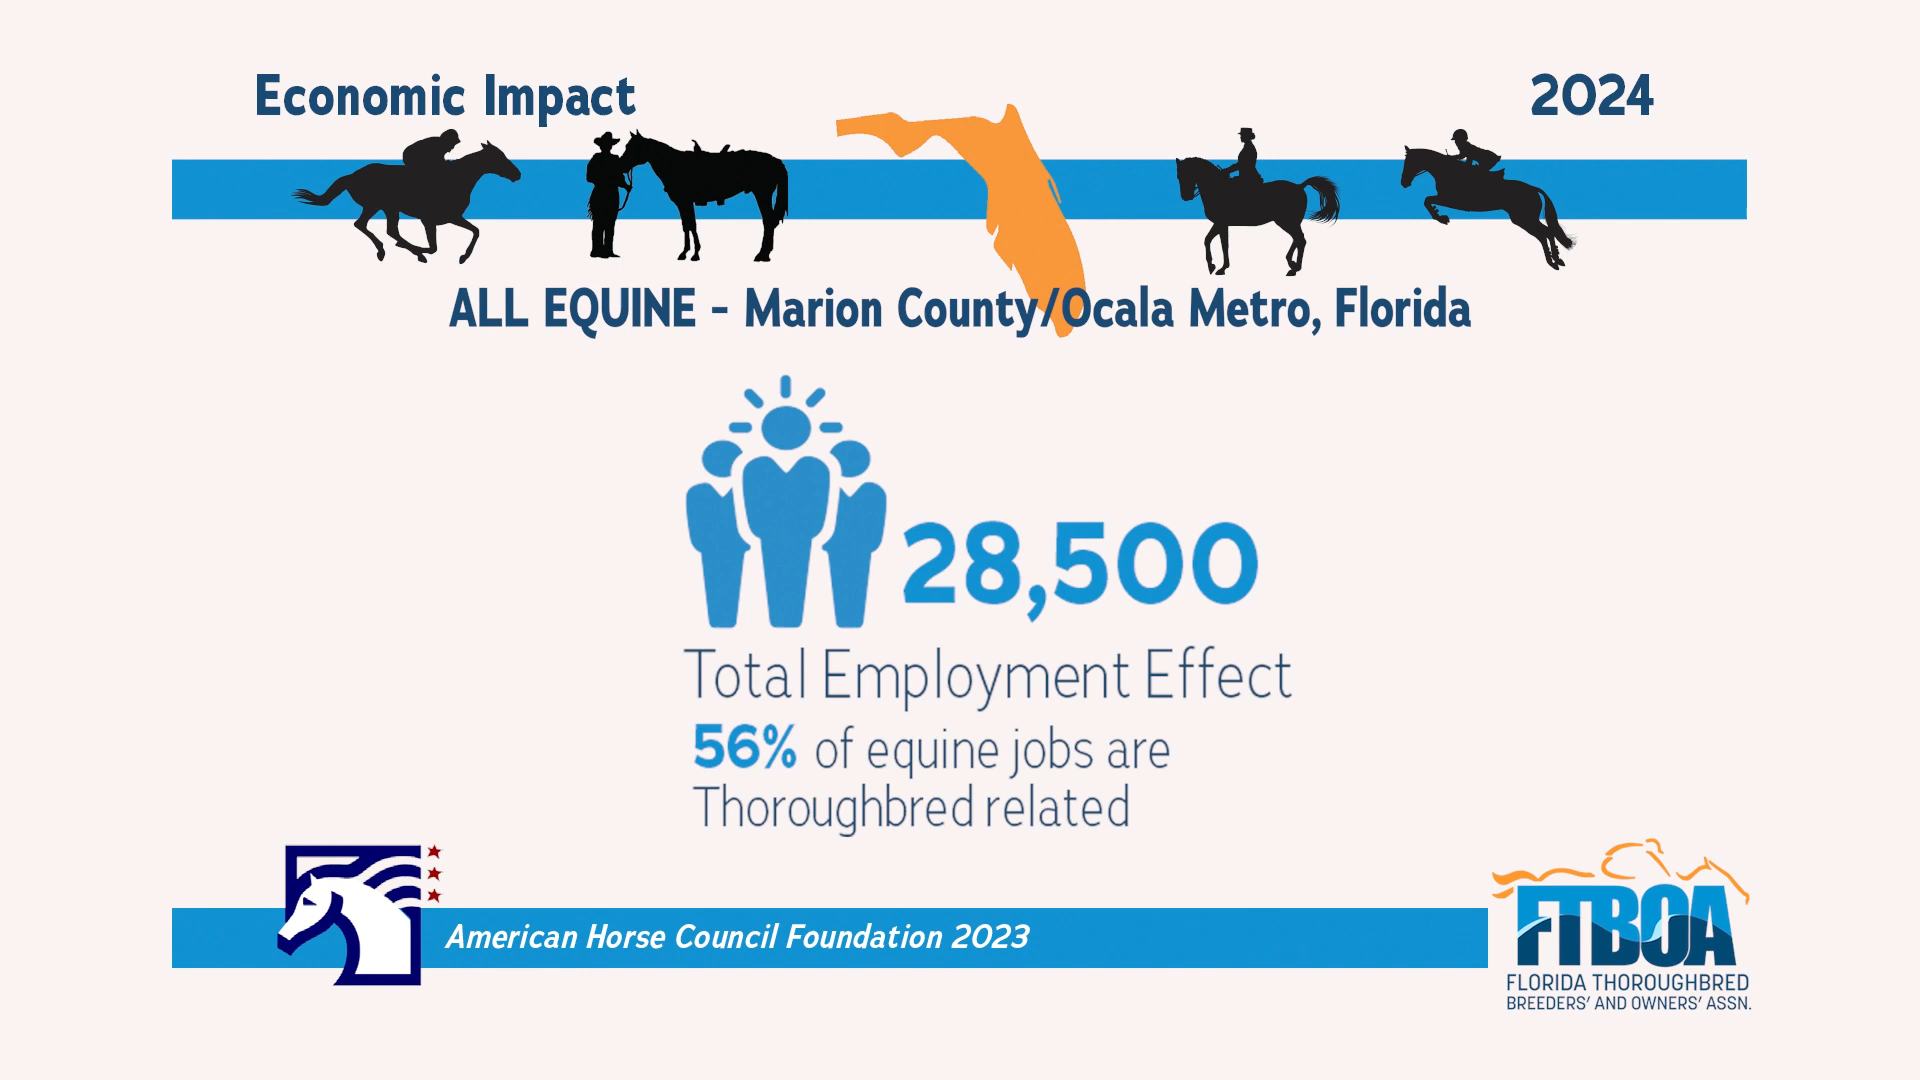 Economic Impact
2024
ALL EQUINE - Marion County/Ocala Metro, Florida
28,500
Total Employment Effect
56% of equine jobs are
Thoroughbred related
American Horse Council Foundation 2023
FTBOA
FLORIDA THOROUGHBRED
BREEDERS' AND OWNERS' ASSN.